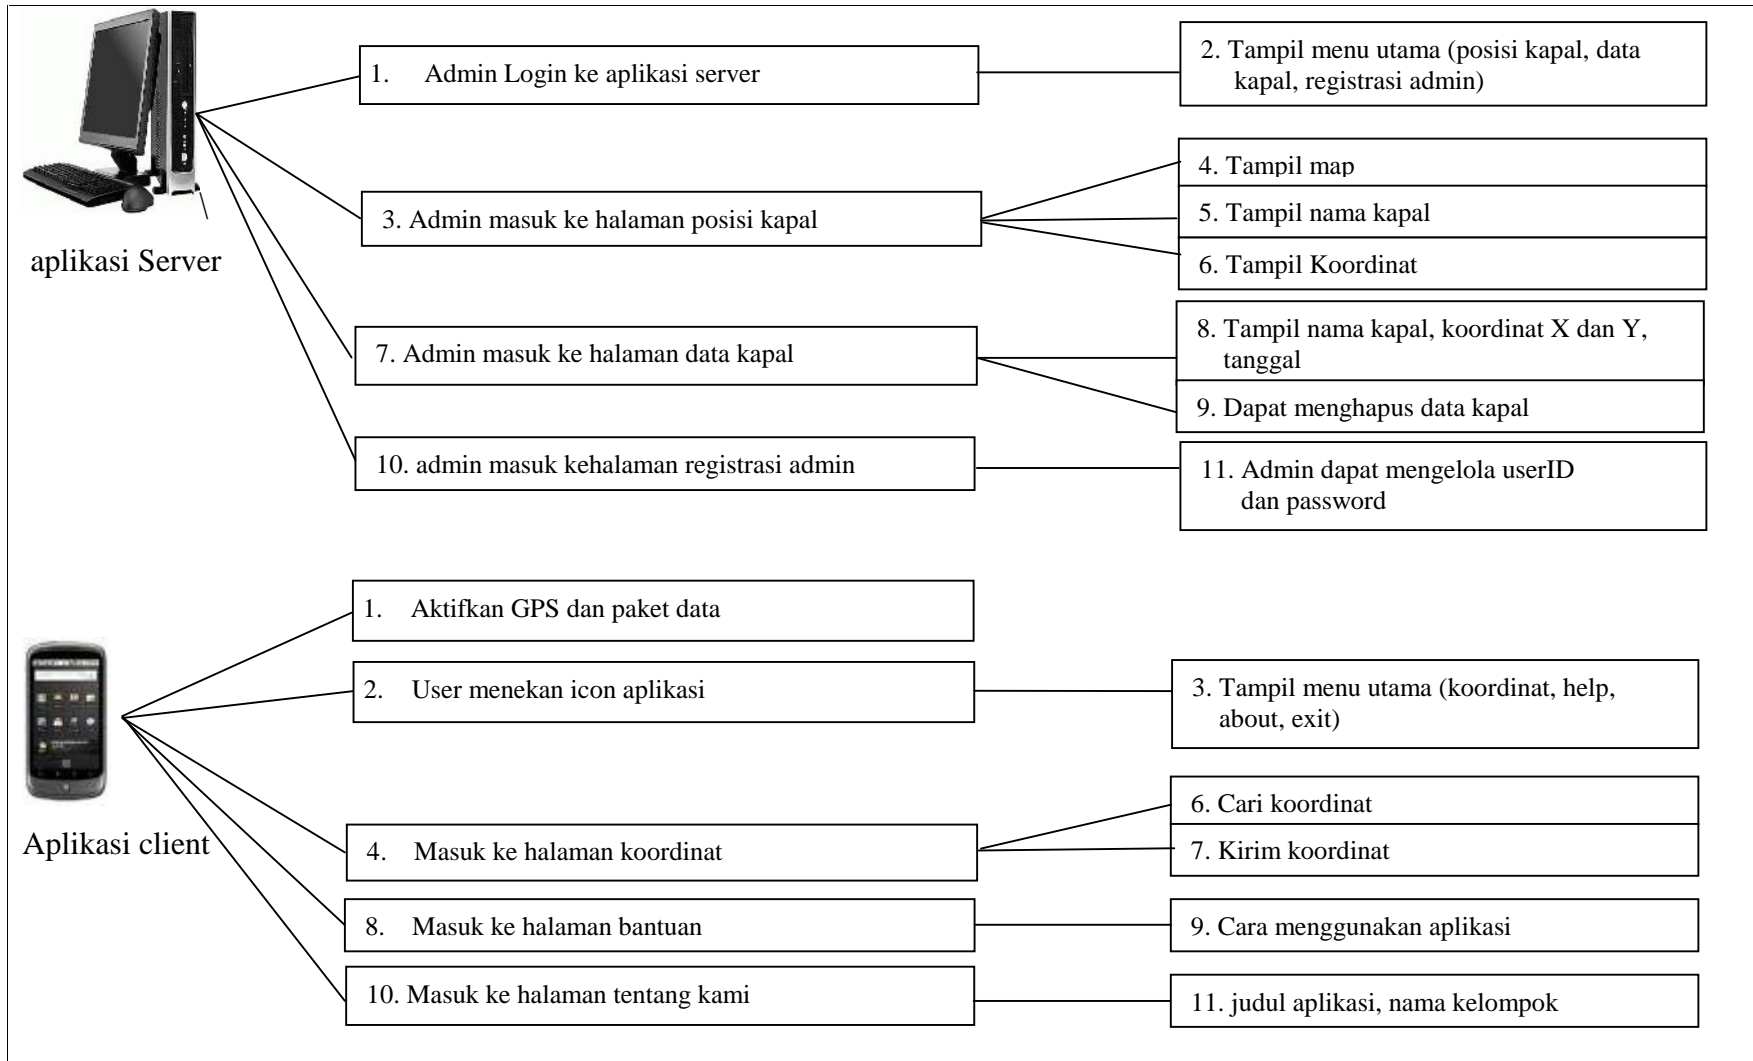 1. Admin Login ke aplikasi server
2. Tampil menu utama (posisi kapal, data
kapal, registrasi admin)
3. Admin masuk ke halaman posisi kapal
4. Tampil map
5. Tampil nama kapal
6. Tampil Koordinat
aplikasi Server
7. Admin masuk ke halaman data kapal
8. Tampil nama kapal, koordinat X dan Y,
tanggal
9. Dapat menghapus data kapal
10. admin masuk kehalaman registrasi admin
11. Admin dapat mengelola userID
dan password
1. Aktifkan GPS dan paket data
2. User menekan icon aplikasi
3. Tampil menu utama (koordinat, help,
about, exit)
Aplikasi client
4. Masuk ke halaman koordinat
6. Cari koordinat
7. Kirim koordinat
8. Masuk ke halaman bantuan
9. Cara menggunakan aplikasi
10. Masuk ke halaman tentang kami
11. judul aplikasi, nama kelompok